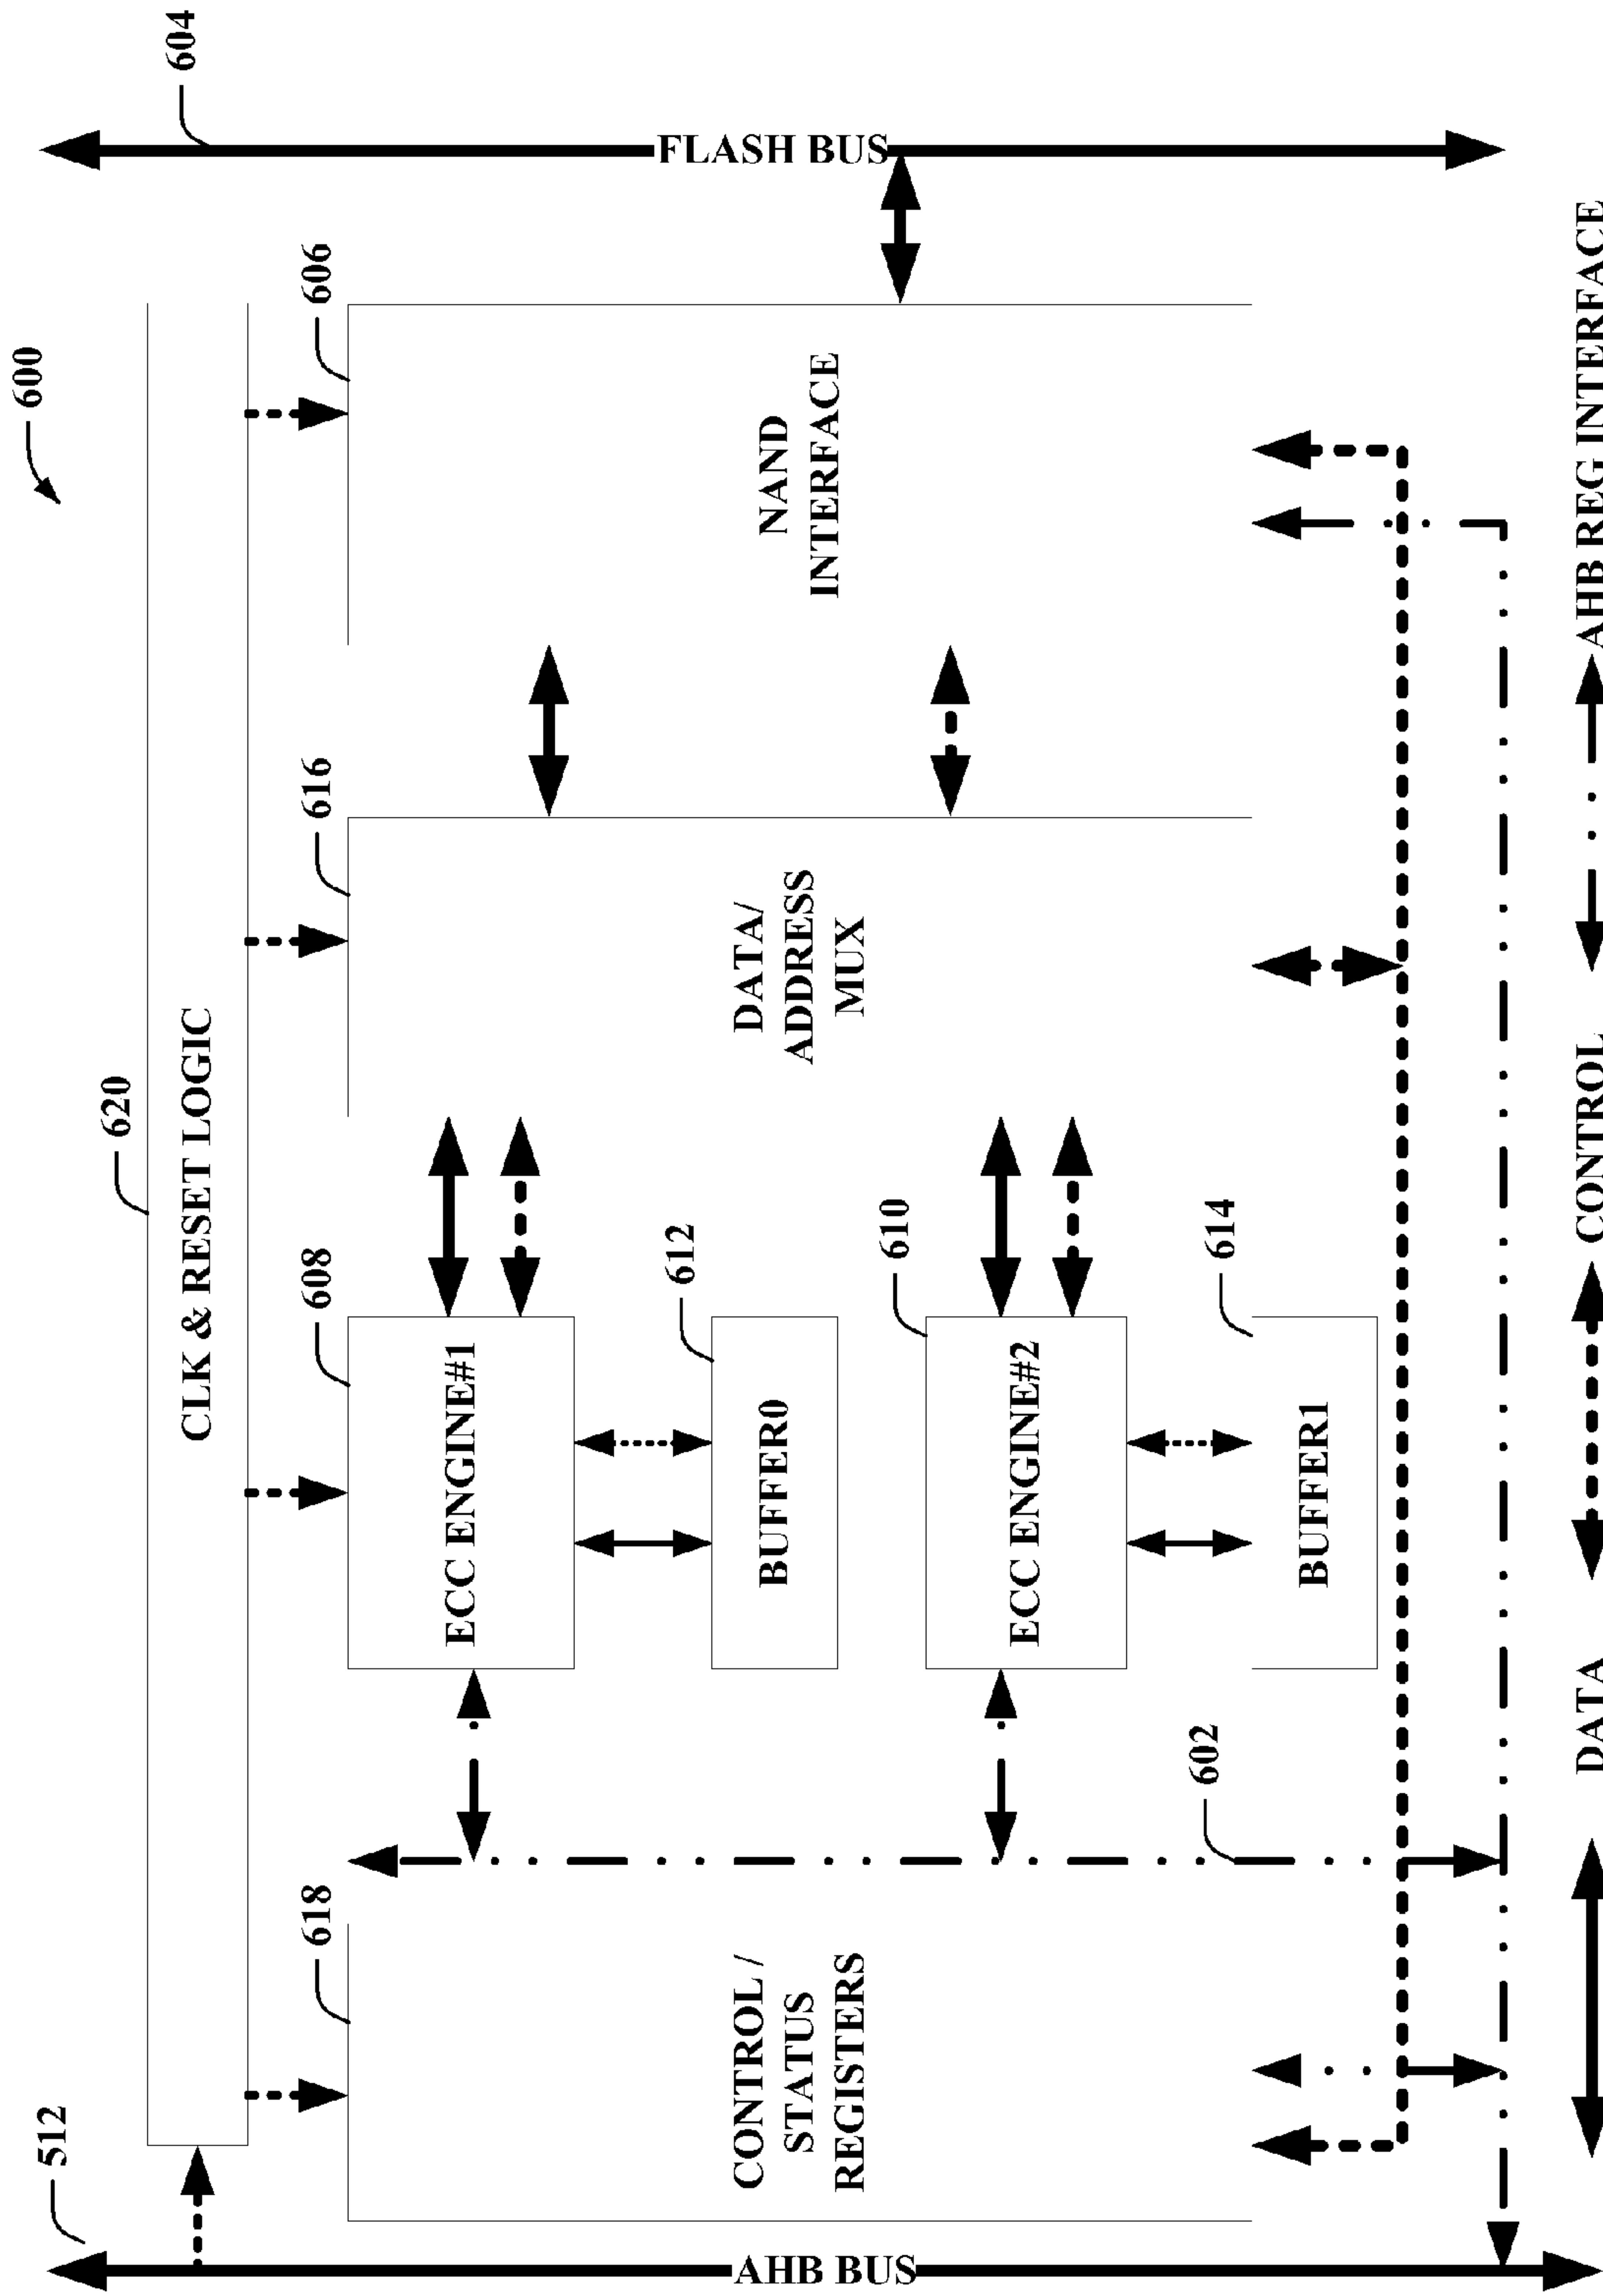 600
512
604
620
CLK & RESET LOGIC
618
608
616
606
CONTROL /
STATUS
REGISTERS
ECC ENGINE#1
612
BUFFER0
610
ECC ENGINE#2
614
BUFFER1
602
DATA/
ADDRESS
MUX
NAND
INTERFACE
AHB BUS
FLASH BUS
DATA
CONTROL
AHB REG INTERFACE